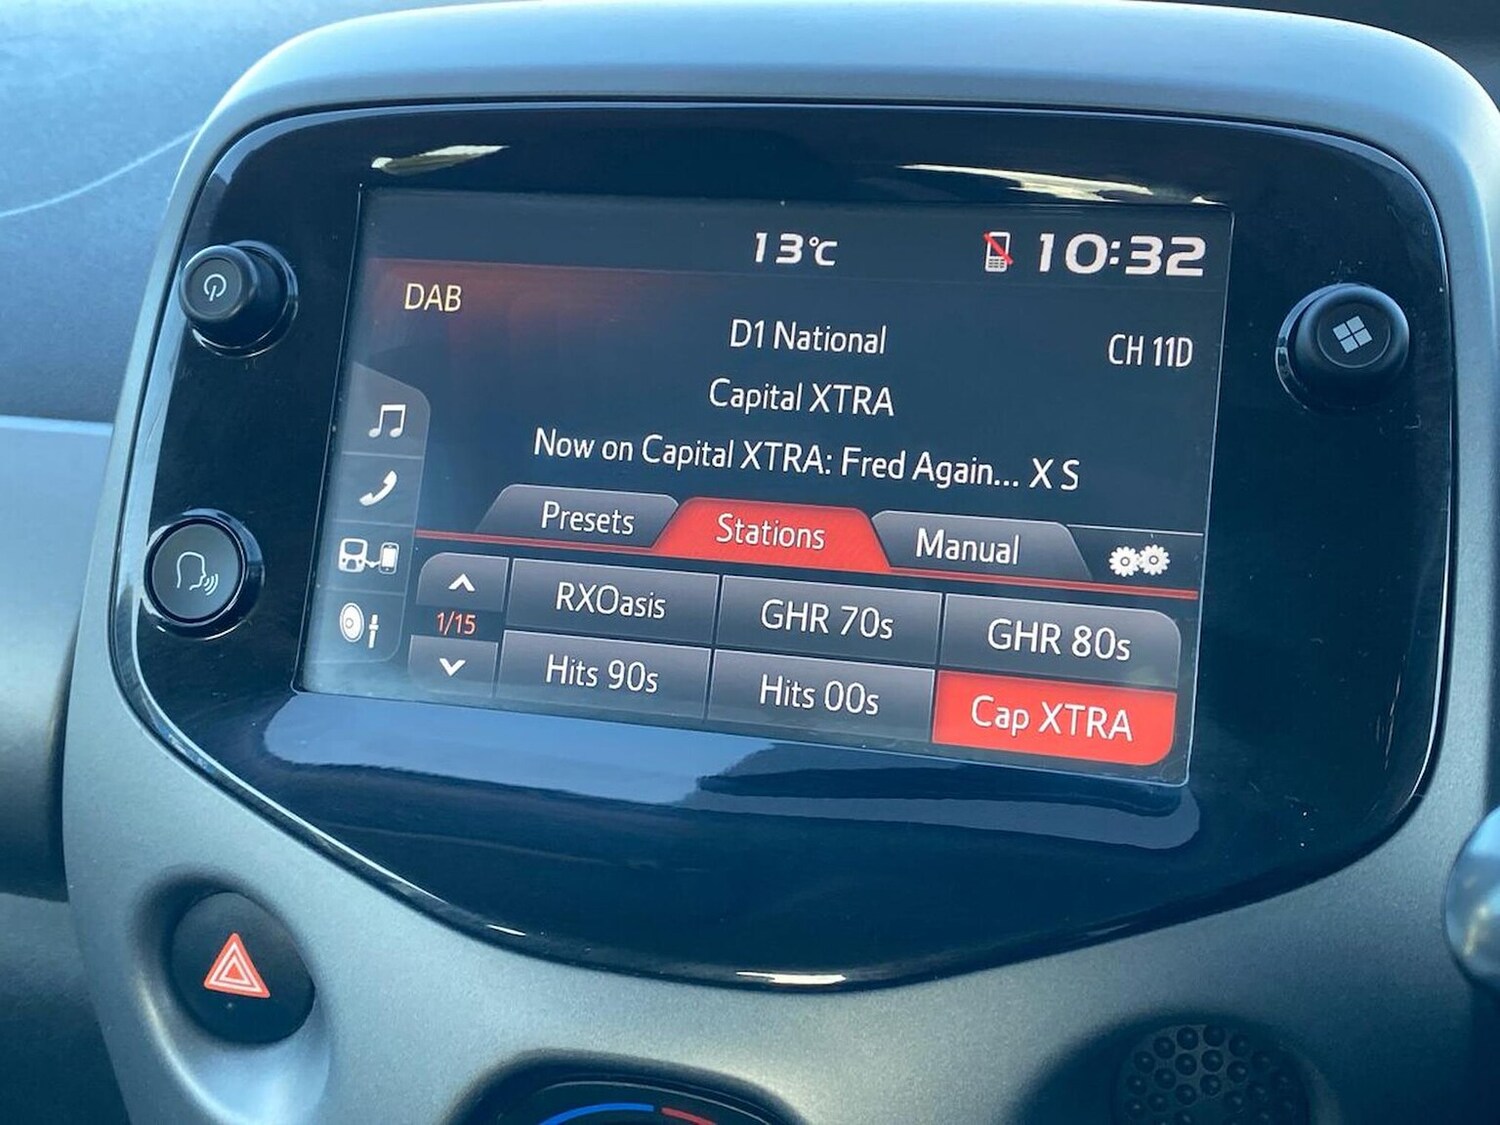 13°C 10:32
DAB
D1 National CH 11D
Capital XTRA
Now on Capital XTRA: Fred Again... X S
Presets Stations Manual
1/15 RXOasis GHR 70s GHR 80s
Hits 90s Hits 00s Cap XTRA